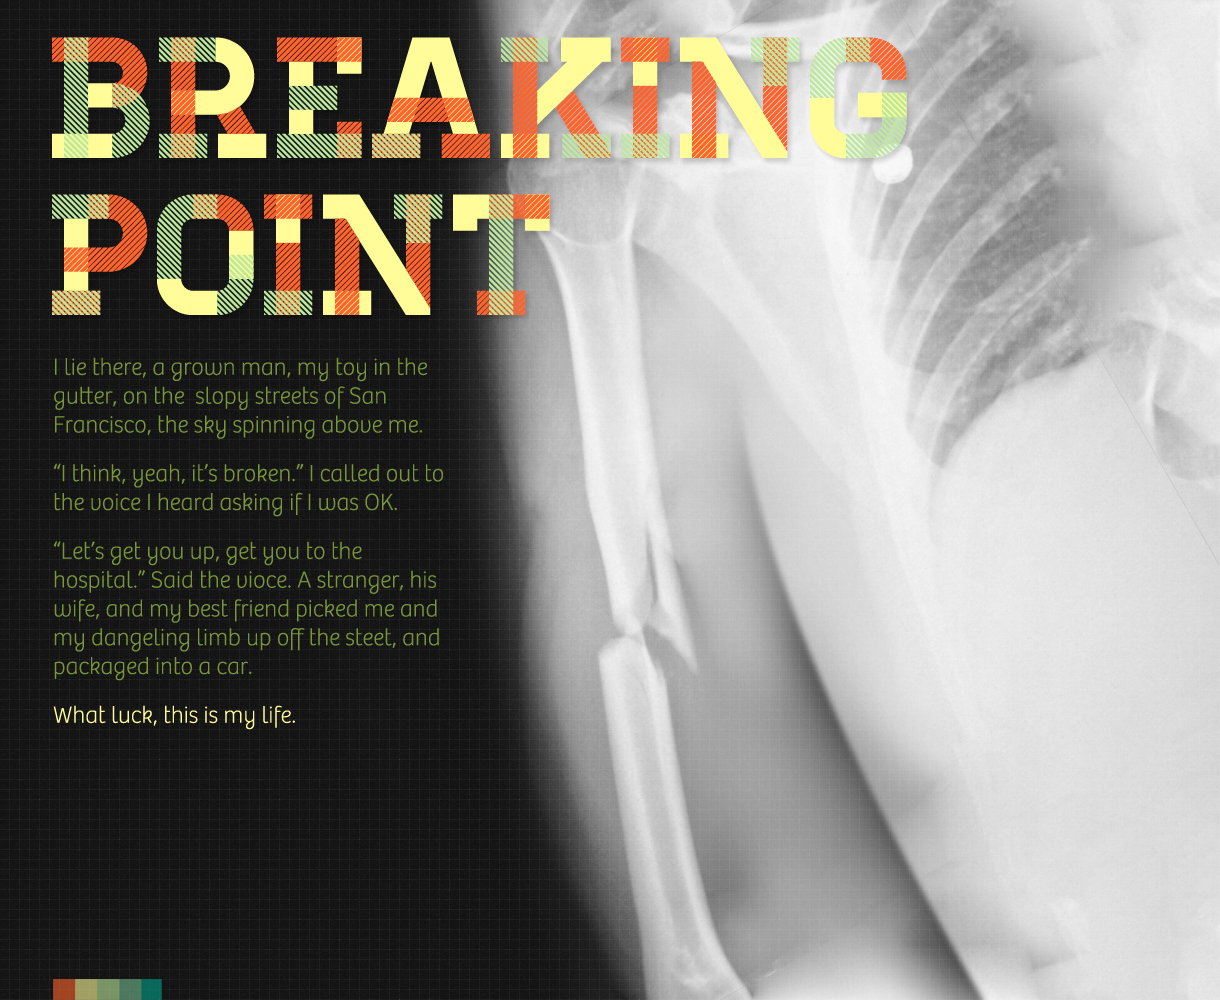 BREAKING
POINT
I lie there, a grown man, my toy in the
gutter, on the  slopy streets of San
Francisco, the sky spinning above me.
“I think, yeah, it’s broken.” I called out to
the voice I heard asking if I was OK.
“Let’s get you up, get you to the
hospital.” Said the vioce. A stranger, his
wife, and my best friend picked me and
my dangeling limb up off the steet, and
packaged into a car.
What luck, this is my life.